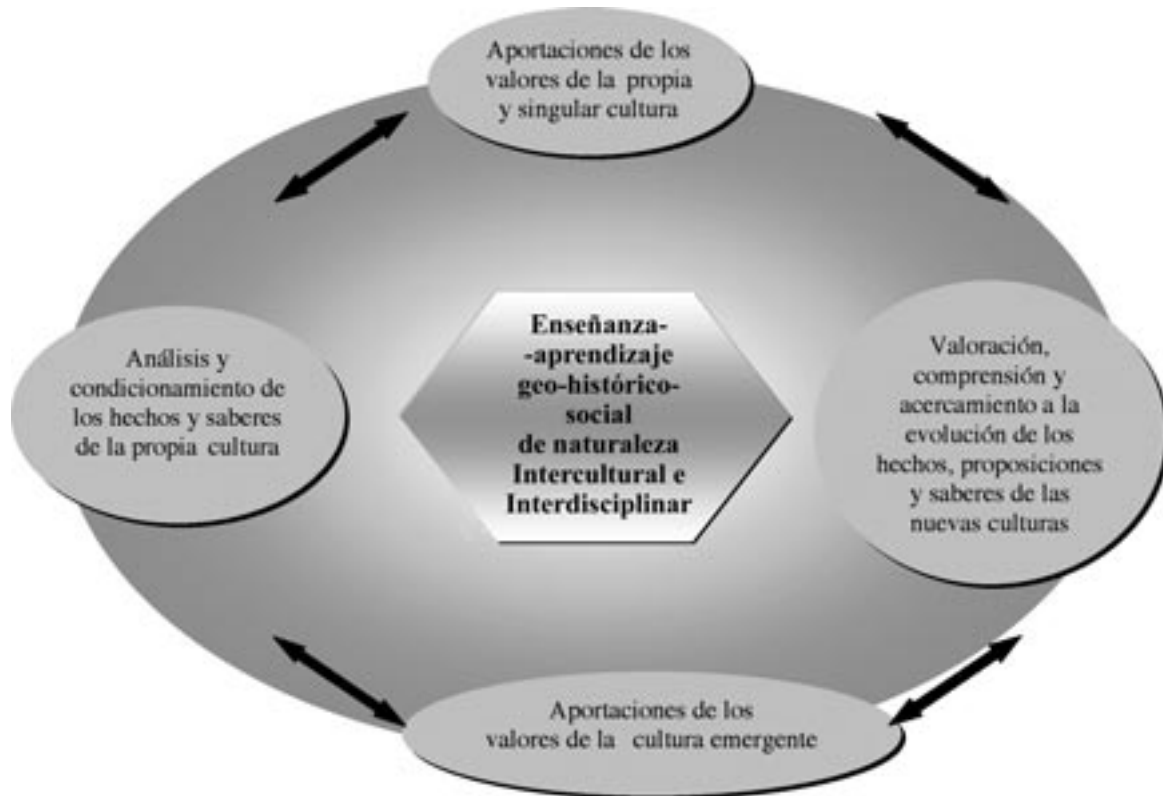 Aportaciones de los
valores de la propia
y singular cultura
Análisis y
condicionamiento de
los hechos y saberes
de la propia cultura
Enseñanza-
-aprendizaje
geo-histórico-
social
de naturaleza
Intercultural e
Interdisciplinar
Valoración,
comprensión y
acercamiento a la
evolución de los
hechos, proposiciones
y saberes de las
nuevas culturas
Aportaciones de los
valores de la cultura emergente